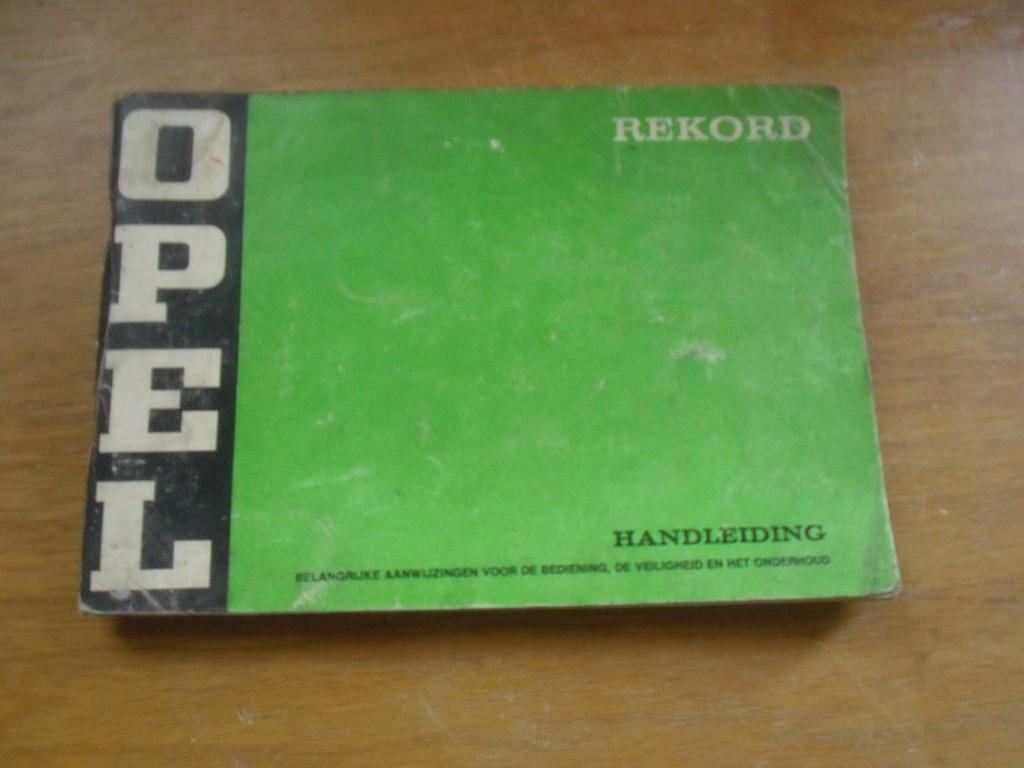 OPEL
REKORD
HANDLEIDING
BELANGRIJKE AANWIJZINGEN VOOR DE BEDIENING, DE VEILIGHEID EN HET ONDERHOUD